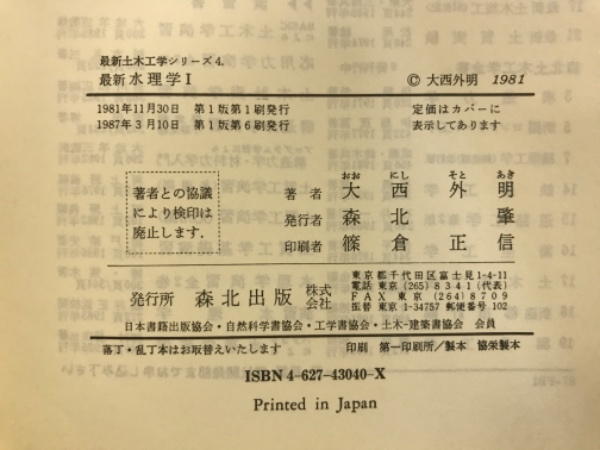 最新土木工学シリーズ4.
最新 水理学 I
© 大西外明 1981
1981年11月30日 第1版第1刷発行
1987年3月10日 第1版第6刷発行
定価はカバーに
表示してあります
著者との協議
により検印は
廃止します.
おお にし そと あき
著者 大西外明
発行者 森北肇
印刷者 篠倉正信
発行所 森北出版 株式会社
東京都千代田区富士見1-4-11
電話 東京 (265) 8341 (代表)
FAX 東京 (264) 8709
振替 東京 1-34757 郵便番号 102
日本書籍出版協会・自然科学書協会・工学書協会・土木-建築書協会 会員
落丁・乱丁本はお取替えいたします
印刷 第一印刷所/製本 協栄製本
ISBN 4-627-43040-X
Printed in Japan